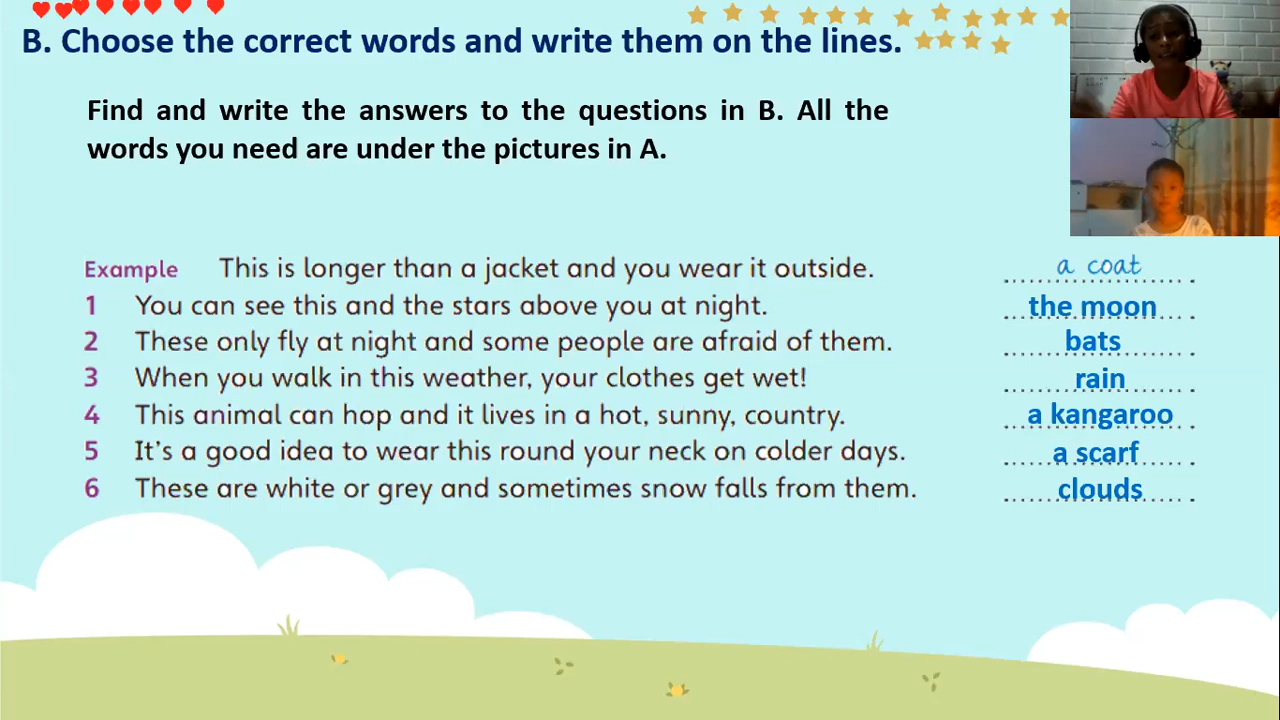 B. Choose the correct words and write them on the lines.
Find and write the answers to the questions in B. All the
words you need are under the pictures in A.
Example This is longer than a jacket and you wear it outside. a coat
1 You can see this and the stars above you at night. the moon
2 These only fly at night and some people are afraid of them. bats
3 When you walk in this weather, your clothes get wet! rain
4 This animal can hop and it lives in a hot, sunny, country. a kangaroo
5 It's a good idea to wear this round your neck on colder days. a scarf
6 These are white or grey and sometimes snow falls from them. clouds